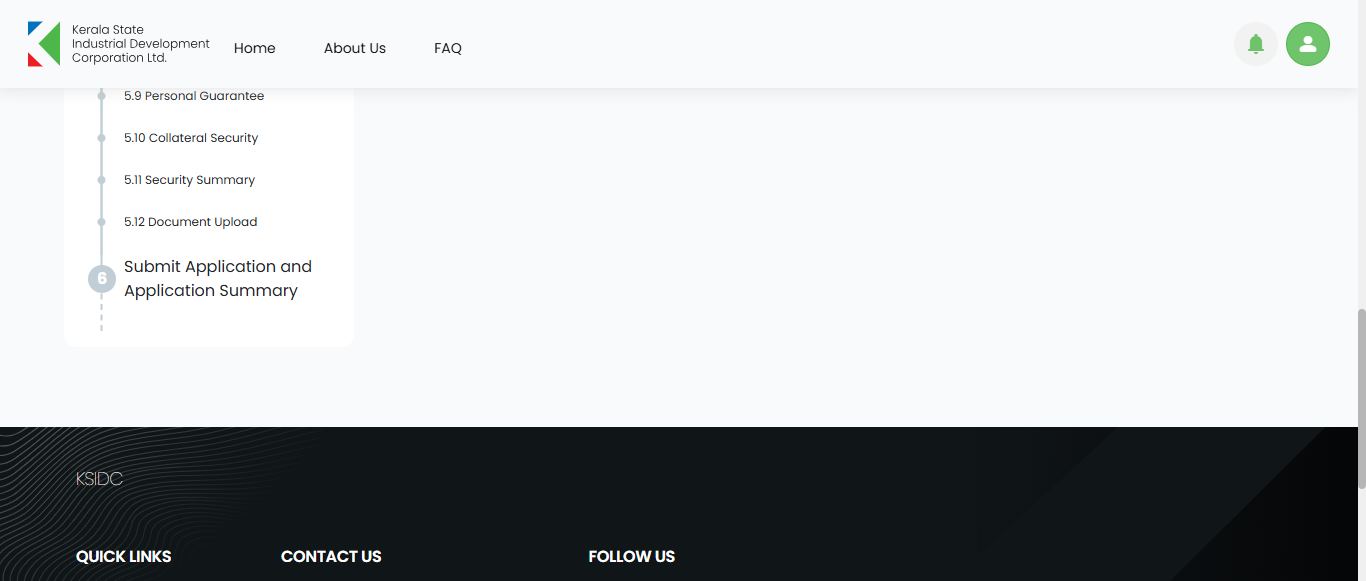 Kerala State
Industrial Development
Corporation Ltd.
Home
About Us
FAQ
5.9 Personal Guarantee
5.10 Collateral Security
5.11 Security Summary
5.12 Document Upload
6
Submit Application and
Application Summary
KSIDC
QUICK LINKS
CONTACT US
FOLLOW US